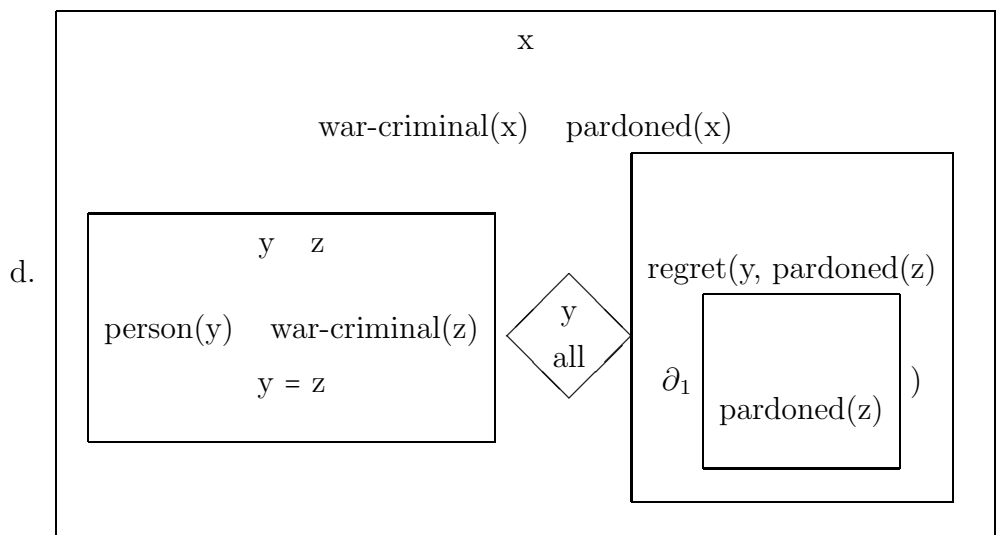 x
war-criminal(x) pardoned(x)
d.
y z
person(y) war-criminal(z)
y = z
y
all
regret(y, pardoned(z)
∂₁
pardoned(z)
)